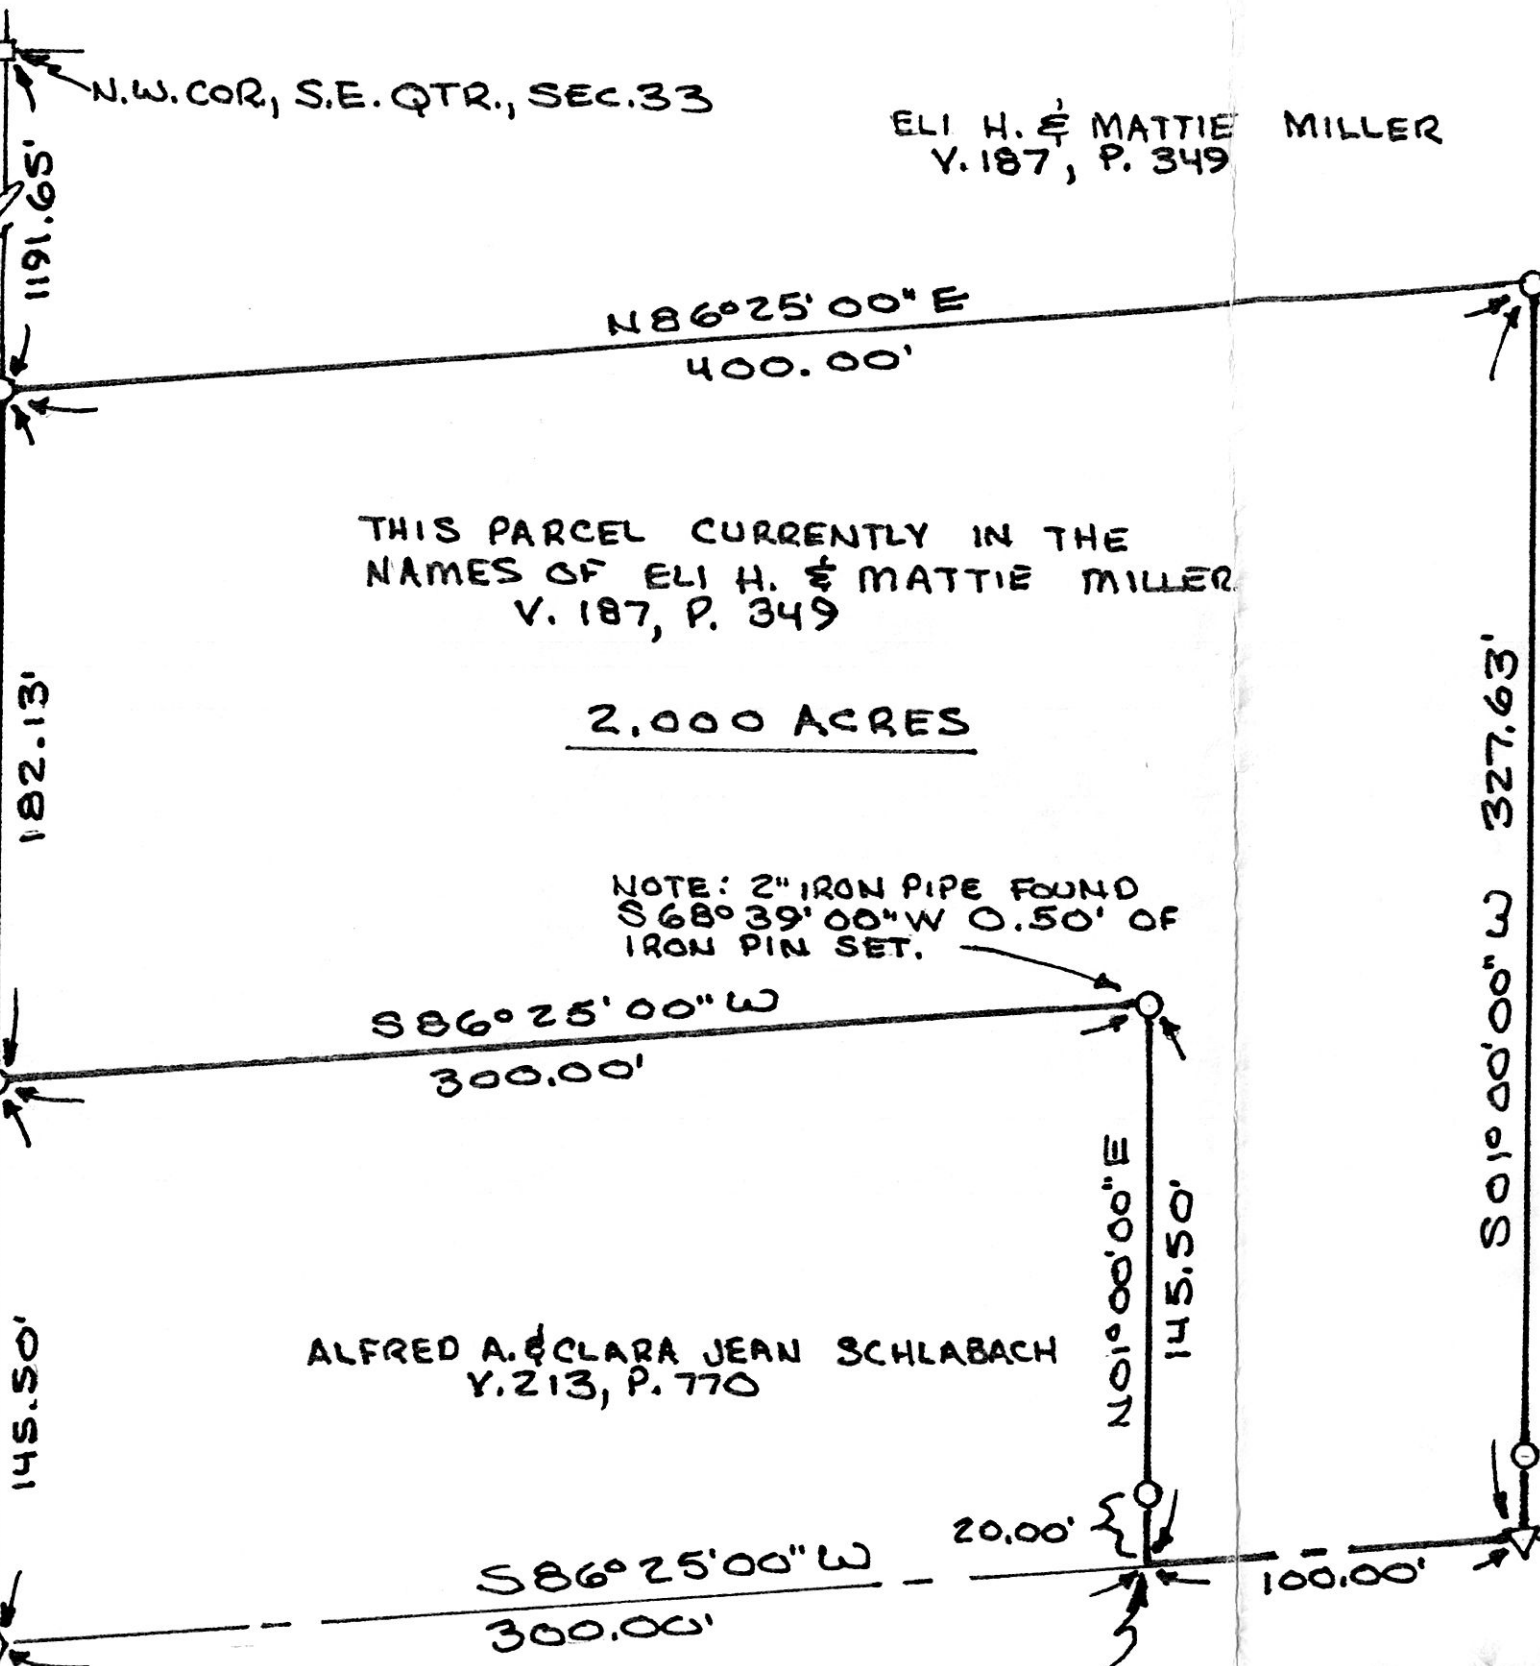 N.W. COR., S.E. QTR., SEC. 33
ELI H. & MATTIE MILLER
V. 187, P. 349
1191.65'
N 86° 25' 00" E
400.00'
THIS PARCEL CURRENTLY IN THE
NAMES OF ELI H. & MATTIE MILLER
V. 187, P. 349
2.000 ACRES
182.13'
S 01° 00' 00" W 327.63'
NOTE: 2" IRON PIPE FOUND
S 68° 39' 00" W 0.50' OF
IRON PIN SET.
S 86° 25' 00" W
300.00'
N 01° 00' 00" E
145.50'
ALFRED A. & CLARA JEAN SCHLABACH
V. 213, P. 770
145.50'
20.00'
S 86° 25' 00" W
300.00'
100.00'